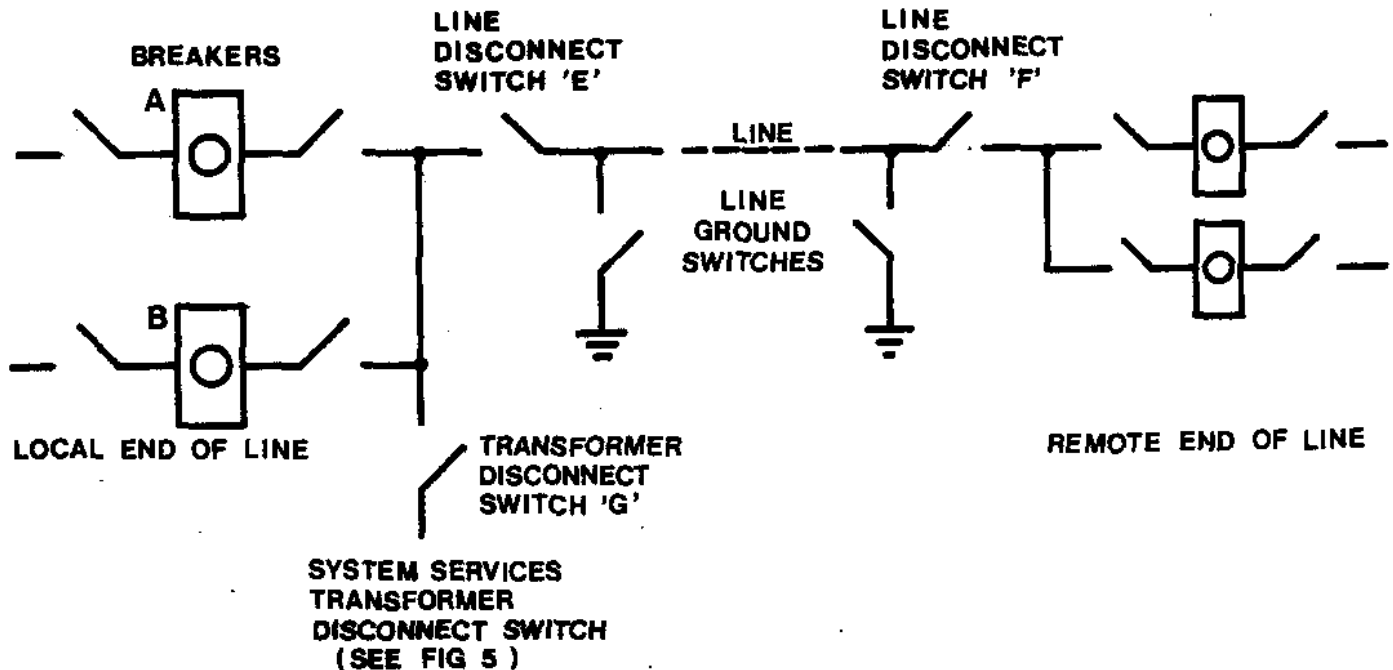 BREAKERS
A
B
LOCAL END OF LINE
LINE
DISCONNECT
SWITCH 'E'
LINE
LINE
GROUND
SWITCHES
LINE
DISCONNECT
SWITCH 'F'
REMOTE END OF LINE
TRANSFORMER
DISCONNECT
SWITCH 'G'
SYSTEM SERVICES
TRANSFORMER
DISCONNECT SWITCH
(SEE FIG 5)